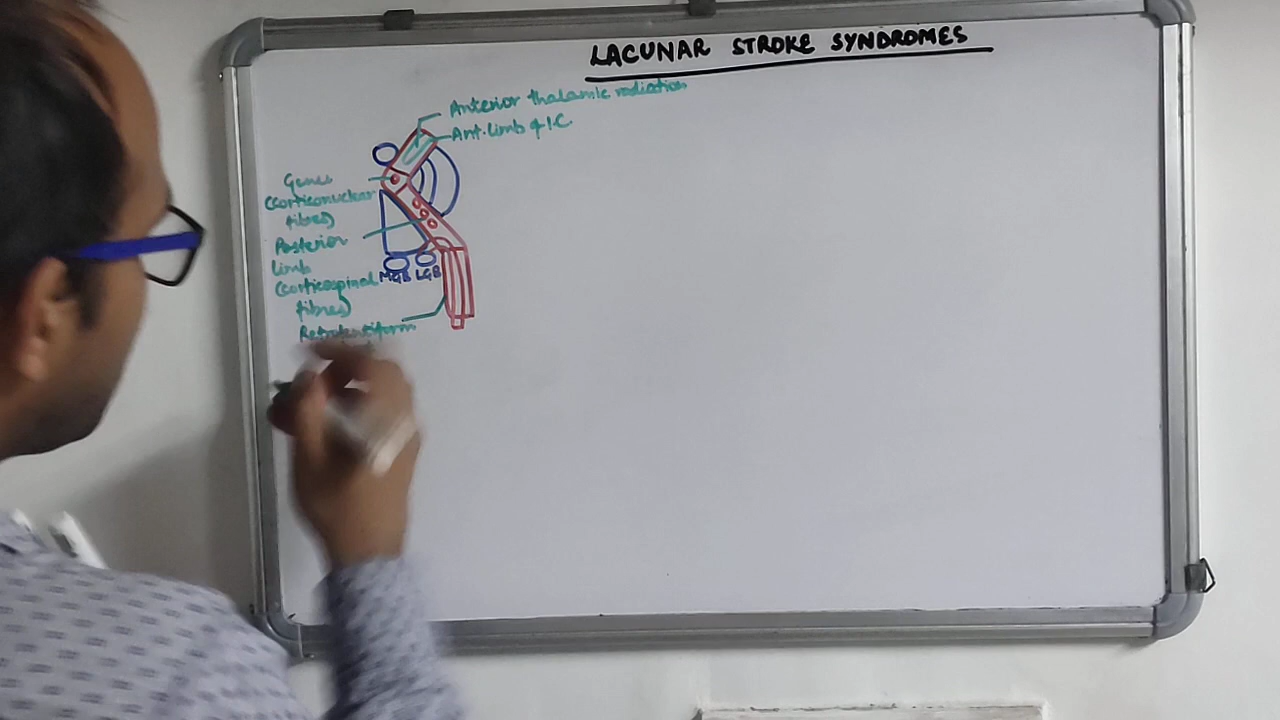 LACUNAR STROKE SYNDROMES
Anterior thalamic radiation
Ant. limb of I.C.
Genu
(corticonuclear
fibres)
Posterior
limb
(corticospinal
fibres)
MGB LGB
Retrolentiform